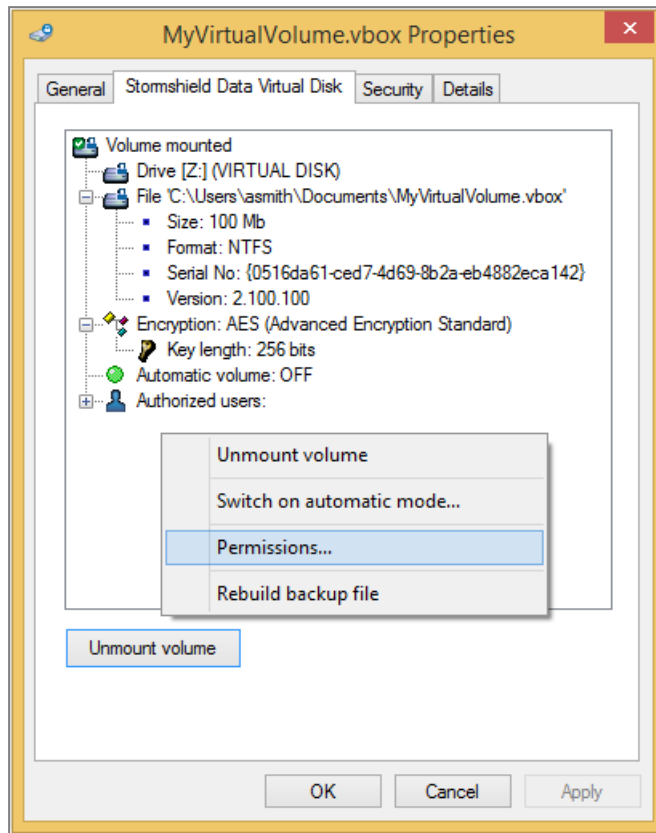 MyVirtualVolume.vbox Properties
General Stormshield Data Virtual Disk Security Details
Volume mounted
Drive [Z:] (VIRTUAL DISK)
File 'C:\Users\asmith\Documents\MyVirtualVolume.vbox'
Size: 100 Mb
Format: NTFS
Serial No: {0516da61-ced7-4d69-8b2a-eb4882eca142}
Version: 2.100.100
Encryption: AES (Advanced Encryption Standard)
Key length: 256 bits
Automatic volume: OFF
Authorized users:
Unmount volume
Switch on automatic mode...
Permissions...
Rebuild backup file
Unmount volume
OK Cancel Apply